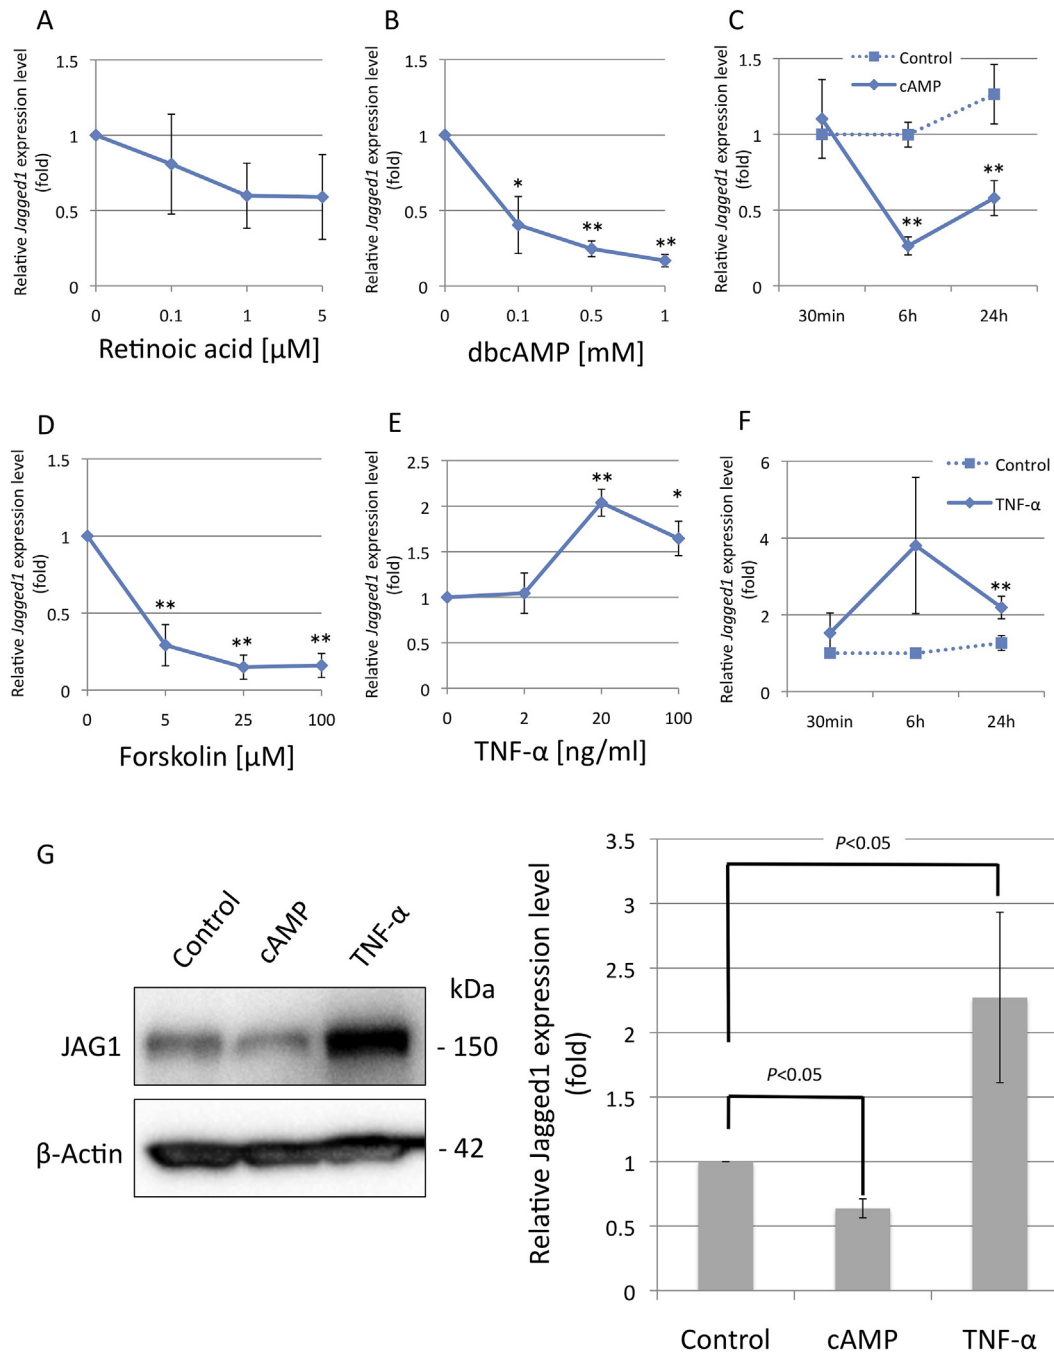 A
Relative Jagged1 expression level
(fold)
1.5
1
0.5
0
0 0.1 1 5
Retinoic acid [μM]
B
Relative Jagged1 expression level
(fold)
1.5
1
0.5
0
*
**
**
0 0.1 0.5 1
dbcAMP [mM]
C
Relative Jagged1 expression level
(fold)
1.5
1
0.5
0
Control
cAMP
**
**
30min 6h 24h
D
Relative Jagged1 expression level
(fold)
1.5
1
0.5
0
**
**
**
0 5 25 100
Forskolin [μM]
E
Relative Jagged1 expression level
(fold)
2.5
2
1.5
1
0.5
0
**
*
0 2 20 100
TNF-α [ng/ml]
F
Relative Jagged1 expression level
(fold)
6
4
2
0
Control
TNF-α
**
30min 6h 24h
G
Control
cAMP
TNF-α
kDa
JAG1
- 150
β-Actin
- 42
Relative Jagged1 expression level
(fold)
3.5
3
2.5
2
1.5
1
0.5
0
P<0.05
P<0.05
Control cAMP TNF-α